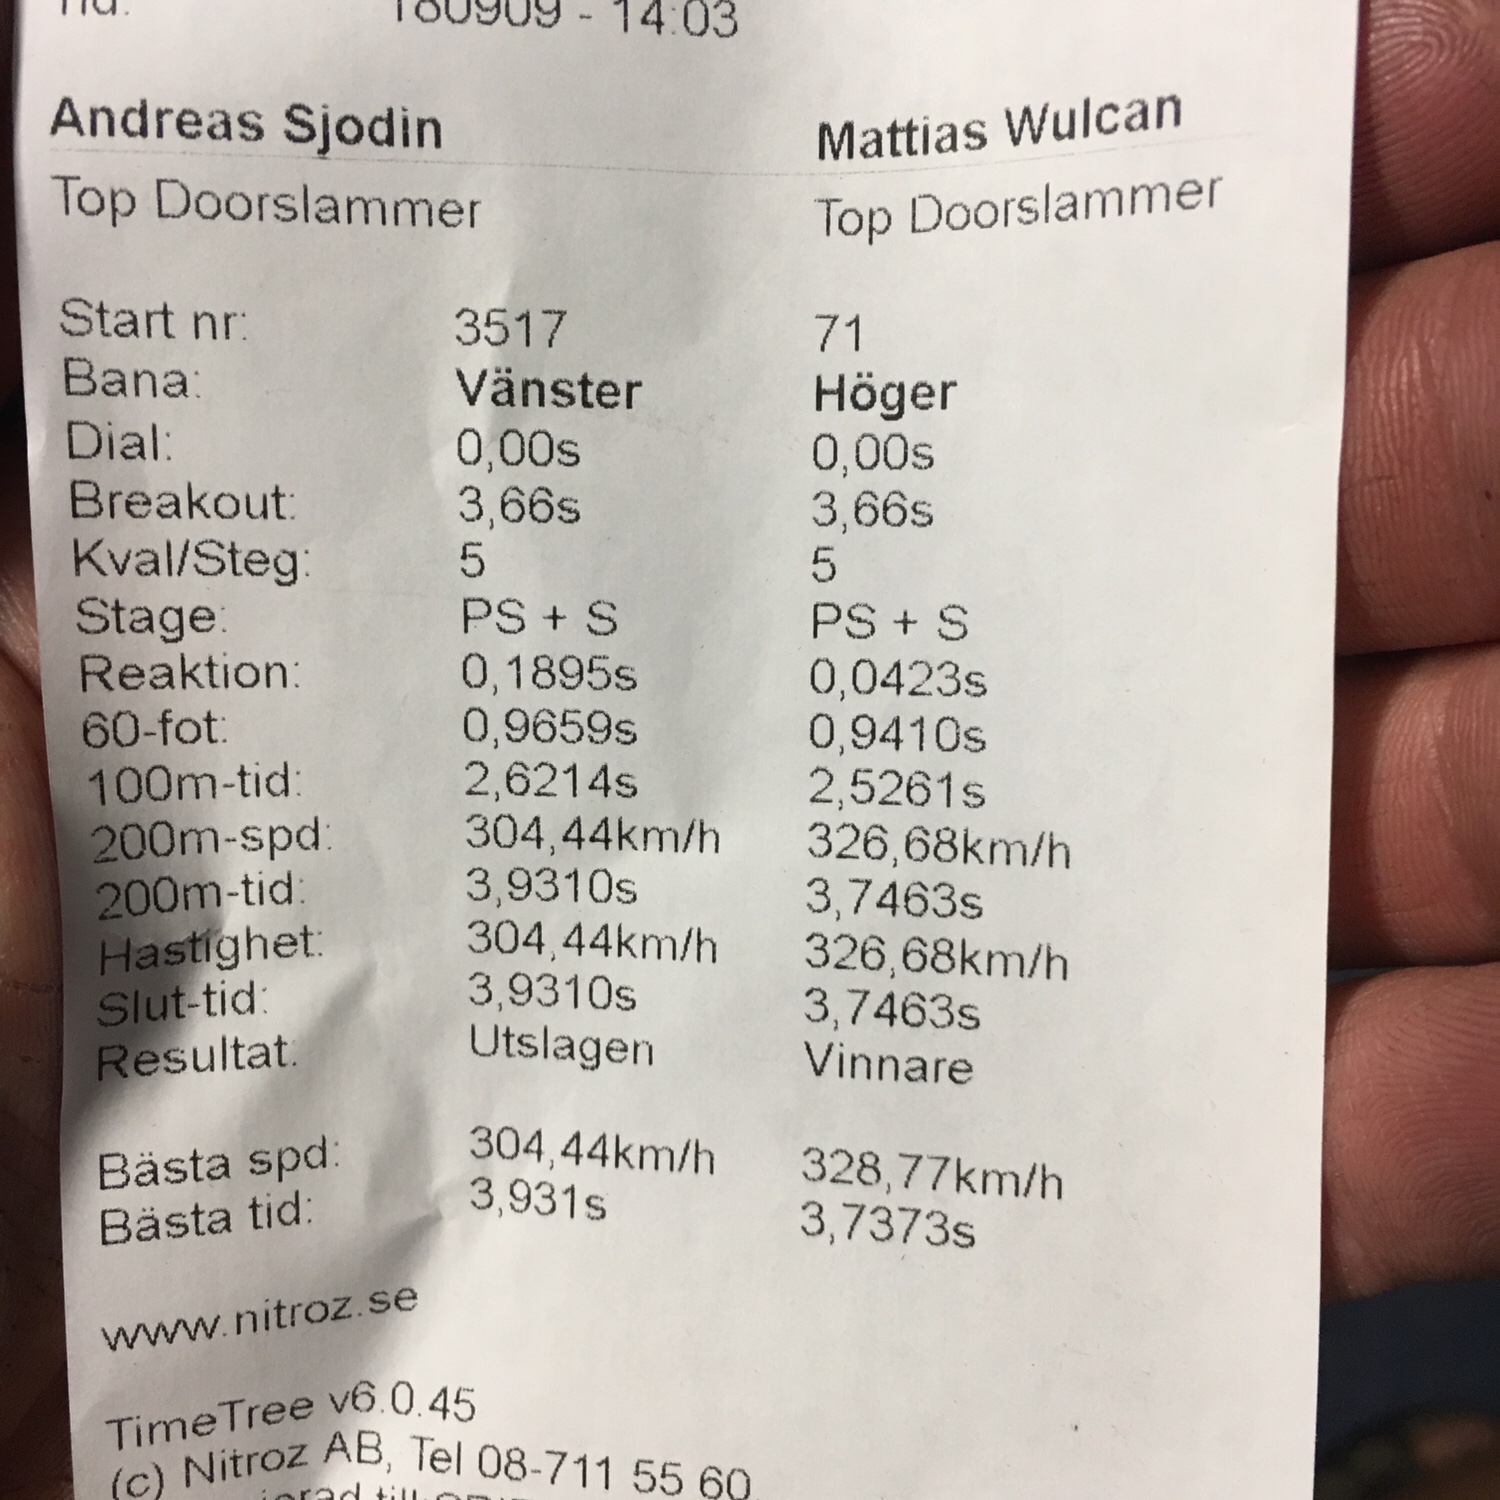 Tid: 180909 - 14:03
Andreas Sjodin Mattias Wulcan
Top Doorslammer Top Doorslammer
Start nr: 3517 71
Bana: Vänster Höger
Dial: 0,00s 0,00s
Breakout: 3,66s 3,66s
Kval/Steg: 5 5
Stage: PS + S PS + S
Reaktion: 0,1895s 0,0423s
60-fot: 0,9659s 0,9410s
100m-tid: 2,6214s 2,5261s
200m-spd: 304,44km/h 326,68km/h
200m-tid: 3,9310s 3,7463s
Hastighet: 304,44km/h 326,68km/h
Slut-tid: 3,9310s 3,7463s
Resultat: Utslagen Vinnare
Bästa spd: 304,44km/h 328,77km/h
Bästa tid: 3,931s 3,7373s
www.nitroz.se
TimeTree v6.0.45
(c) Nitroz AB, Tel 08-711 55 60
till